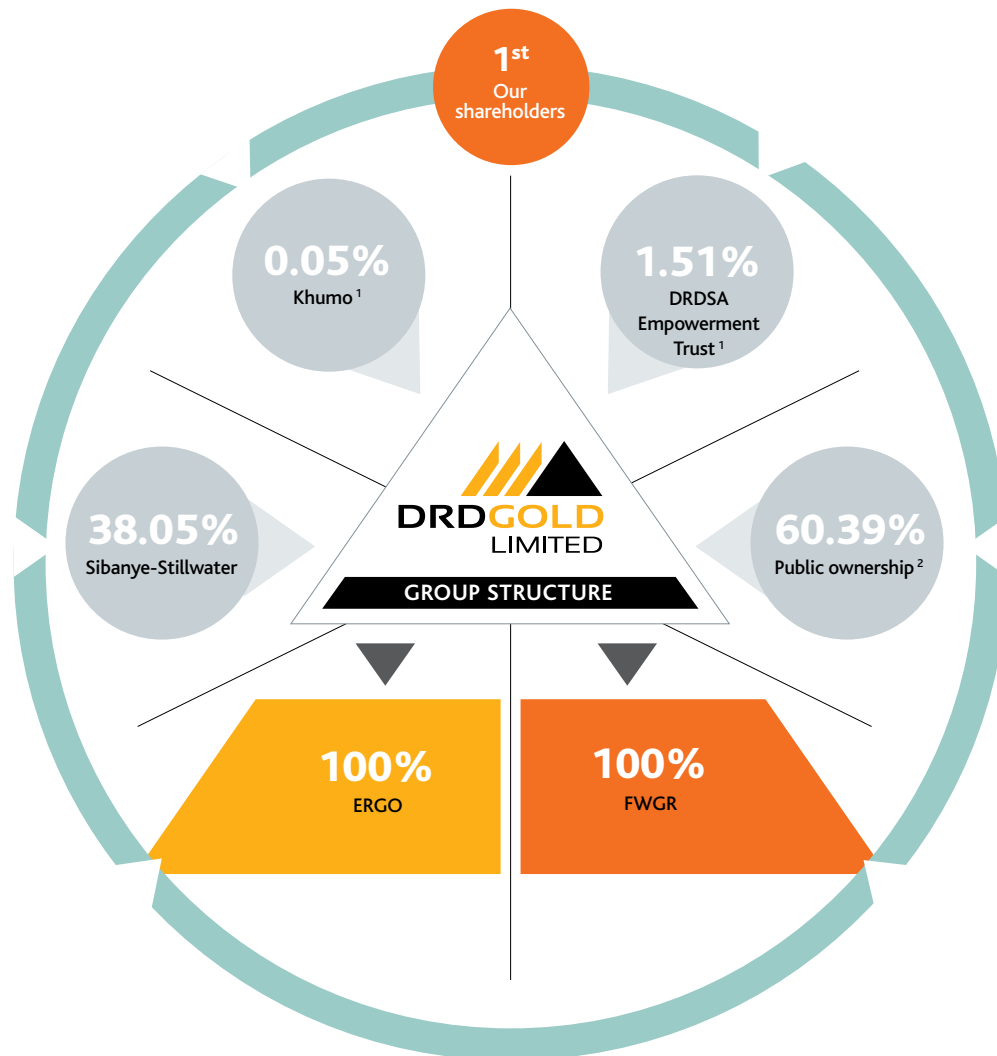 1st
Our
shareholders
0.05%
Khumo 1
1.51%
DRDSA
Empowerment
Trust 1
38.05%
Sibanye-Stillwater
DRDGOLD
LIMITED
GROUP STRUCTURE
60.39%
Public ownership 2
100%
ERGO
100%
FWGR